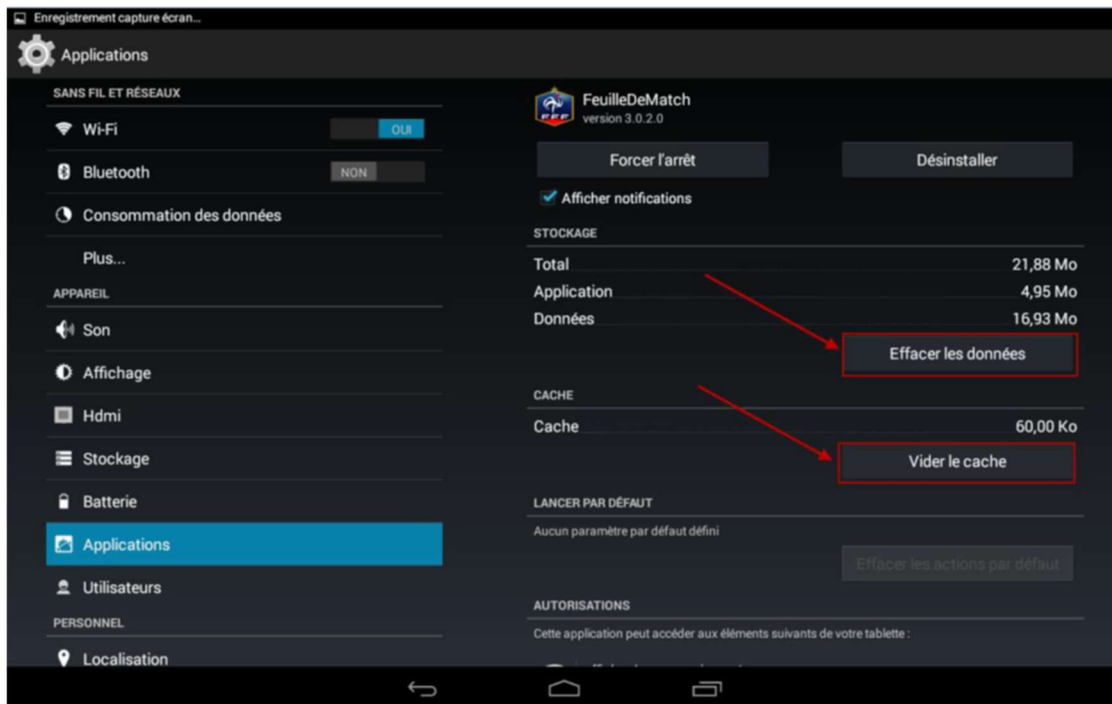 Enregistrement capture écran...
Applications
SANS FIL ET RÉSEAUX
Wi-Fi
OUI
Bluetooth
NON
Consommation des données
Plus...
APPAREIL
Son
Affichage
Hdmi
Stockage
Batterie
Applications
Utilisateurs
PERSONNEL
Localisation
FeuilleDeMatch
version 3.0.2.0
Forcer l'arrêt
Désinstaller
Afficher notifications
STOCKAGE
Total 21,88 Mo
Application 4,95 Mo
Données 16,93 Mo
Effacer les données
CACHE
Cache 60,00 Ko
Vider le cache
LANCER PAR DÉFAUT
Aucun paramètre par défaut défini
Effacer les actions par défaut
AUTORISATIONS
Cette application peut accéder aux éléments suivants de votre tablette :